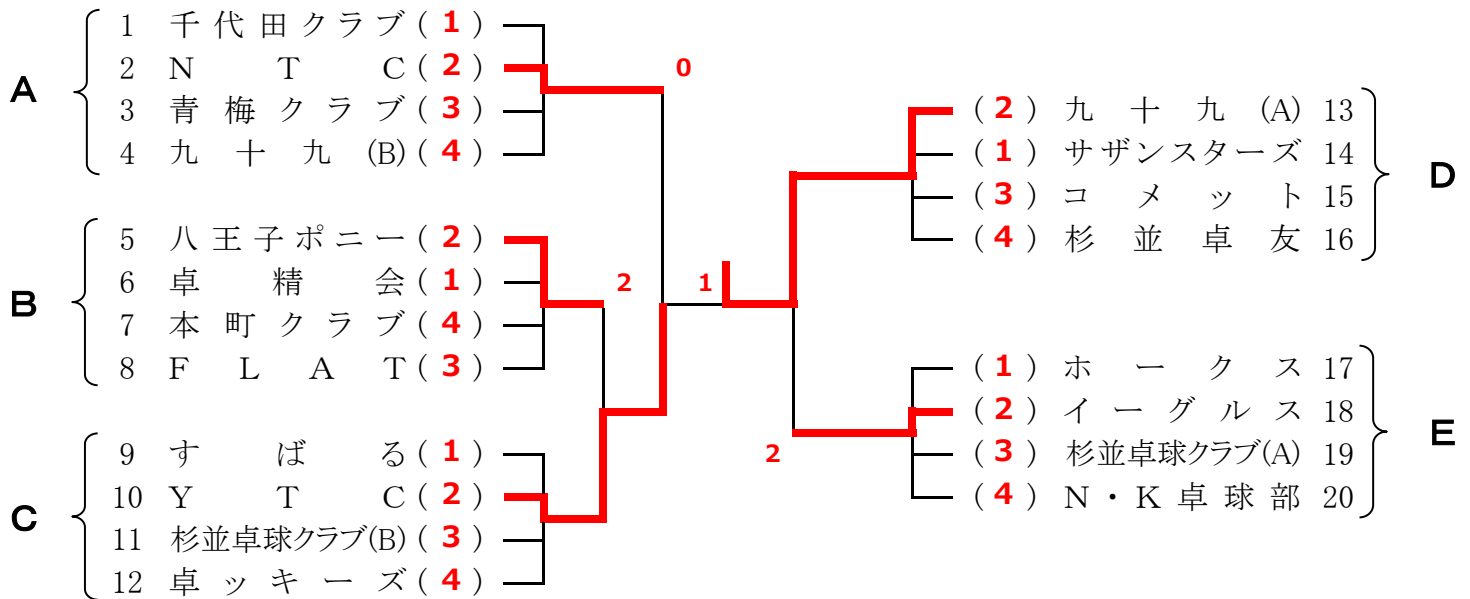 A
1 千代田クラブ(1)
2 NTC(2)
3 青梅クラブ(3)
4 九十九(B)(4)
B
5 八王子ポニー(2)
6 卓精会(1)
7 本町クラブ(4)
8 FLAT(3)
C
9 すばる(1)
10 YTC(2)
11 杉並卓球クラブ(B)(3)
12 卓ッキーズ(4)
0
2
1
2
(2) 九十九(A) 13
(1) サザンスターズ 14
(3) コメット 15
(4) 杉並卓友 16
D
(1) ホークス 17
(2) イーグルス 18
(3) 杉並卓球クラブ(A) 19
(4) N・K卓球部 20
E